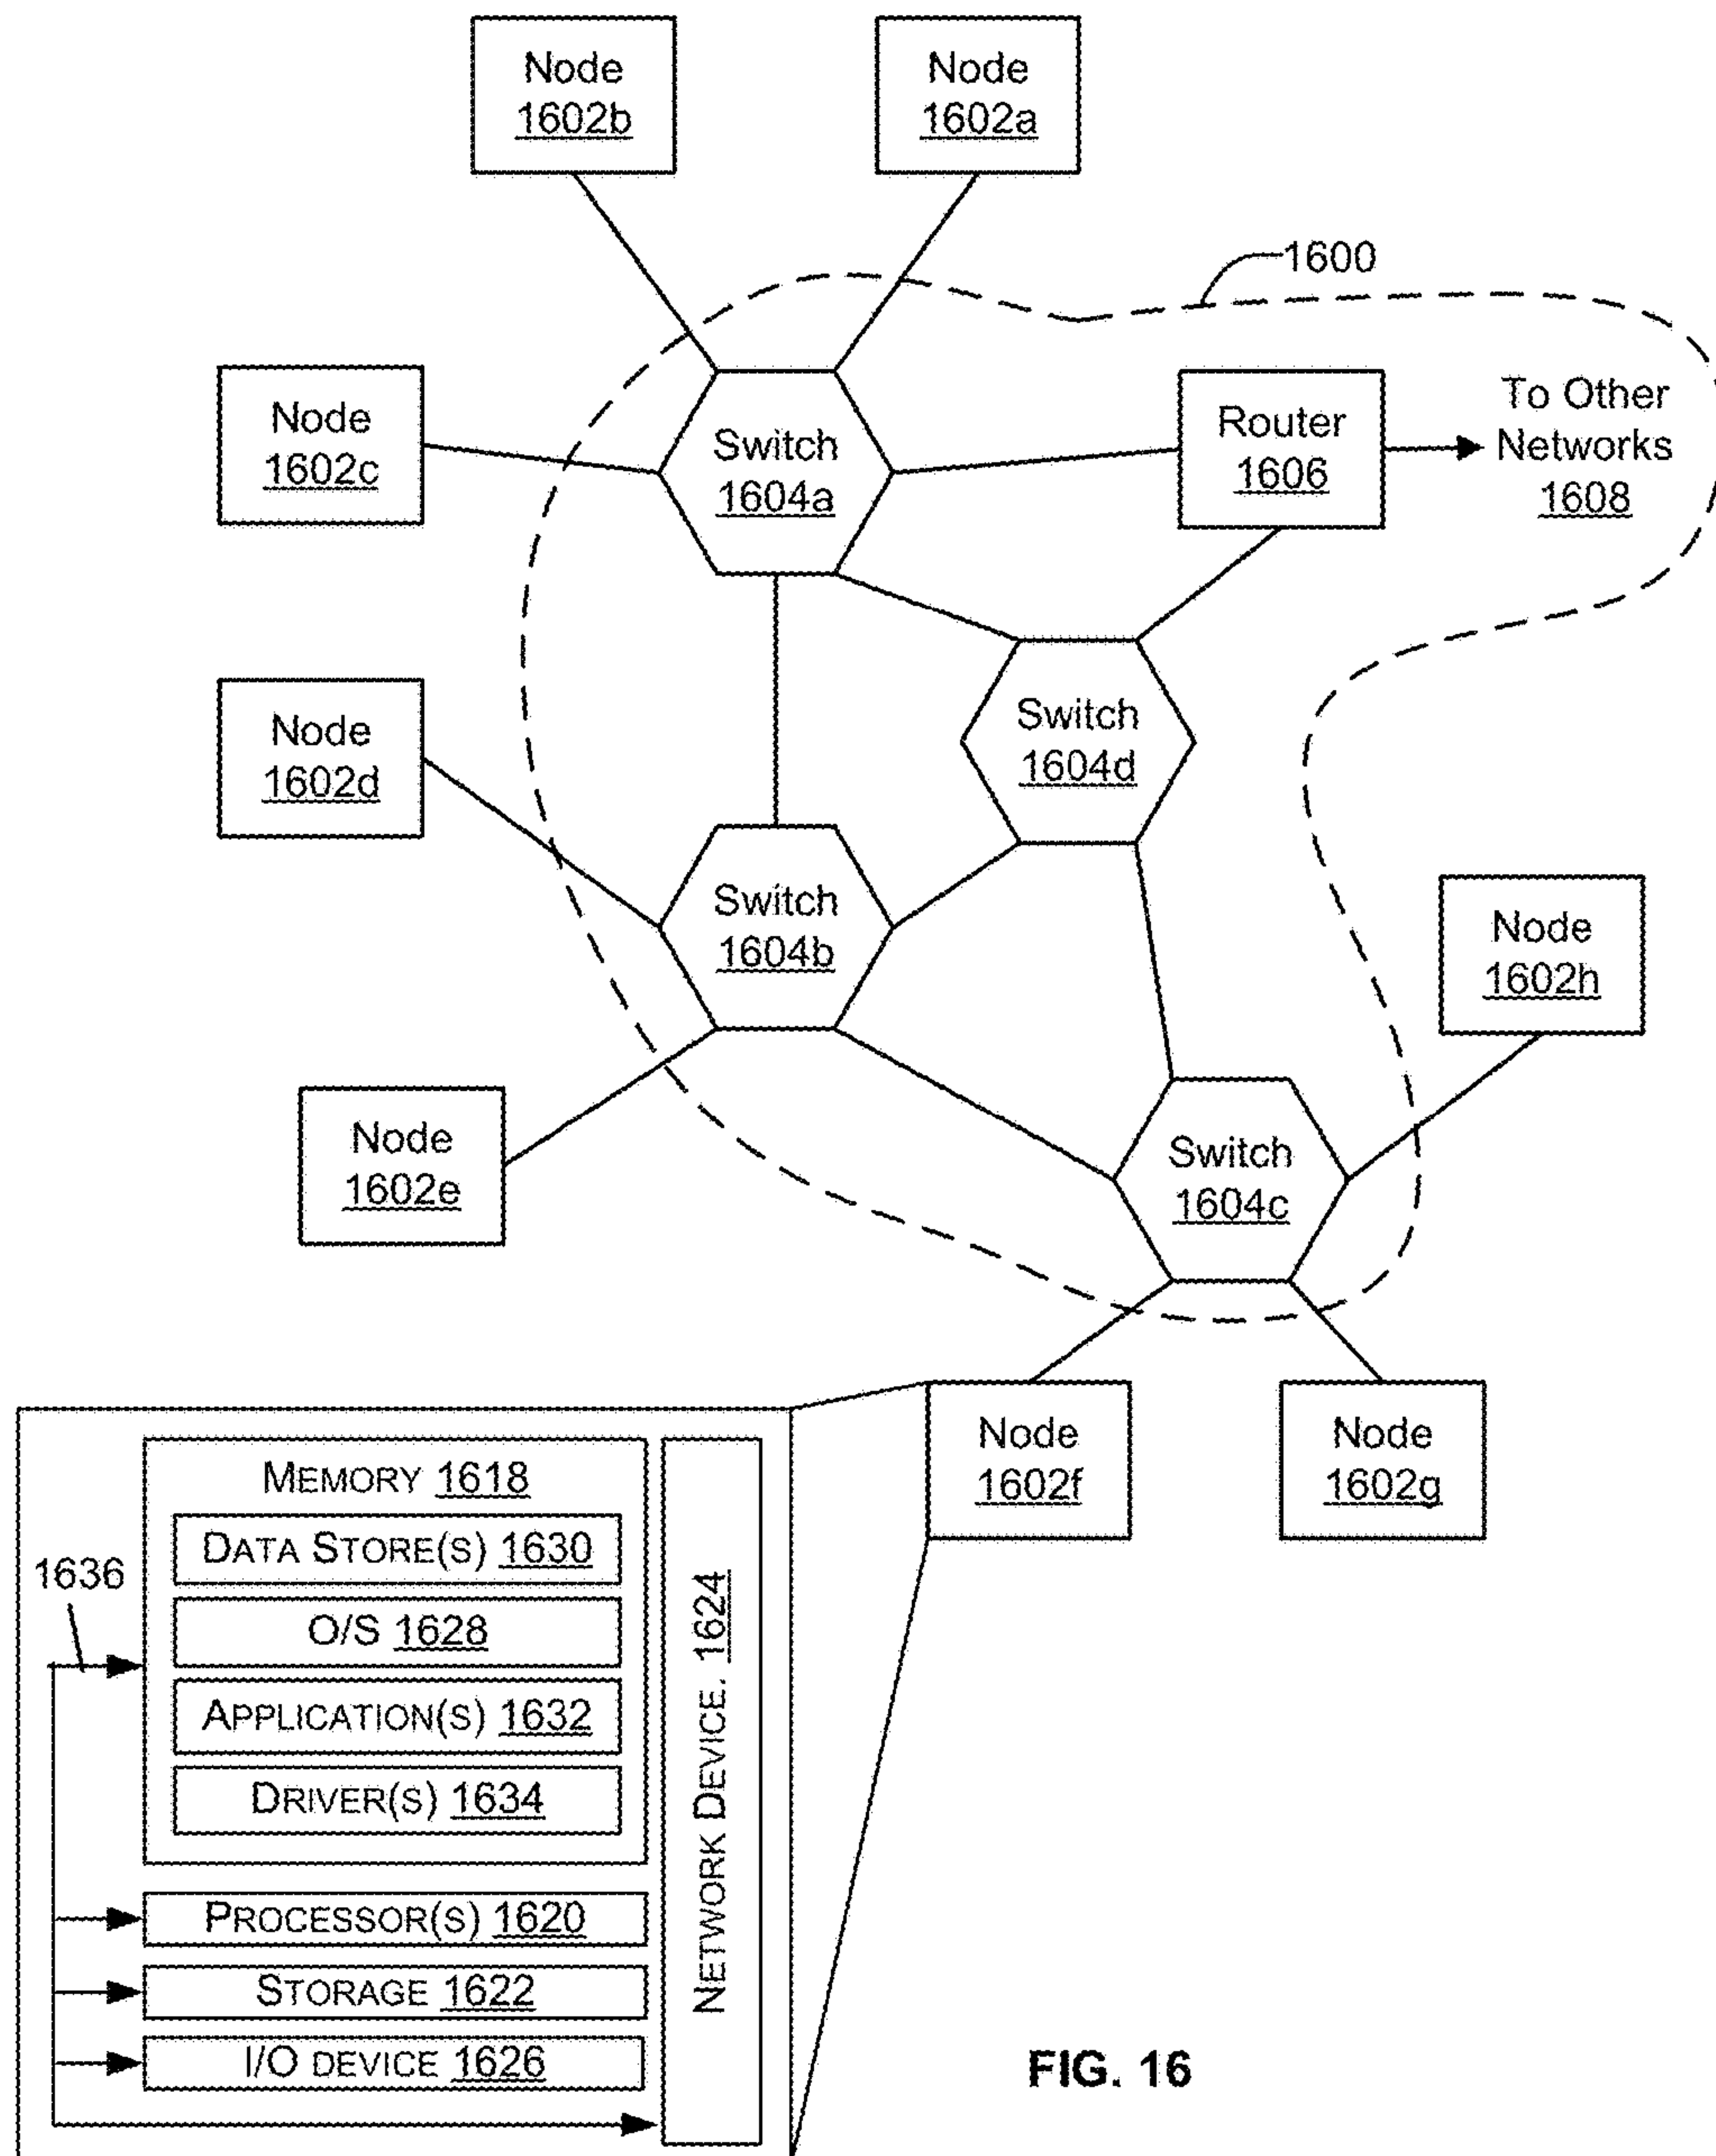 Node
1602b
Node
1602a
1600
Node
1602c
Switch
1604a
Router
1606
To Other
Networks
1608
Node
1602d
Switch
1604d
Switch
1604b
Node
1602h
Node
1602e
Switch
1604c
Node
1602f
Node
1602g
MEMORY 1618
DATA STORE(S) 1630
1636
O/S 1628
APPLICATION(S) 1632
DRIVER(S) 1634
NETWORK DEVICE. 1624
PROCESSOR(S) 1620
STORAGE 1622
I/O DEVICE 1626
FIG. 16